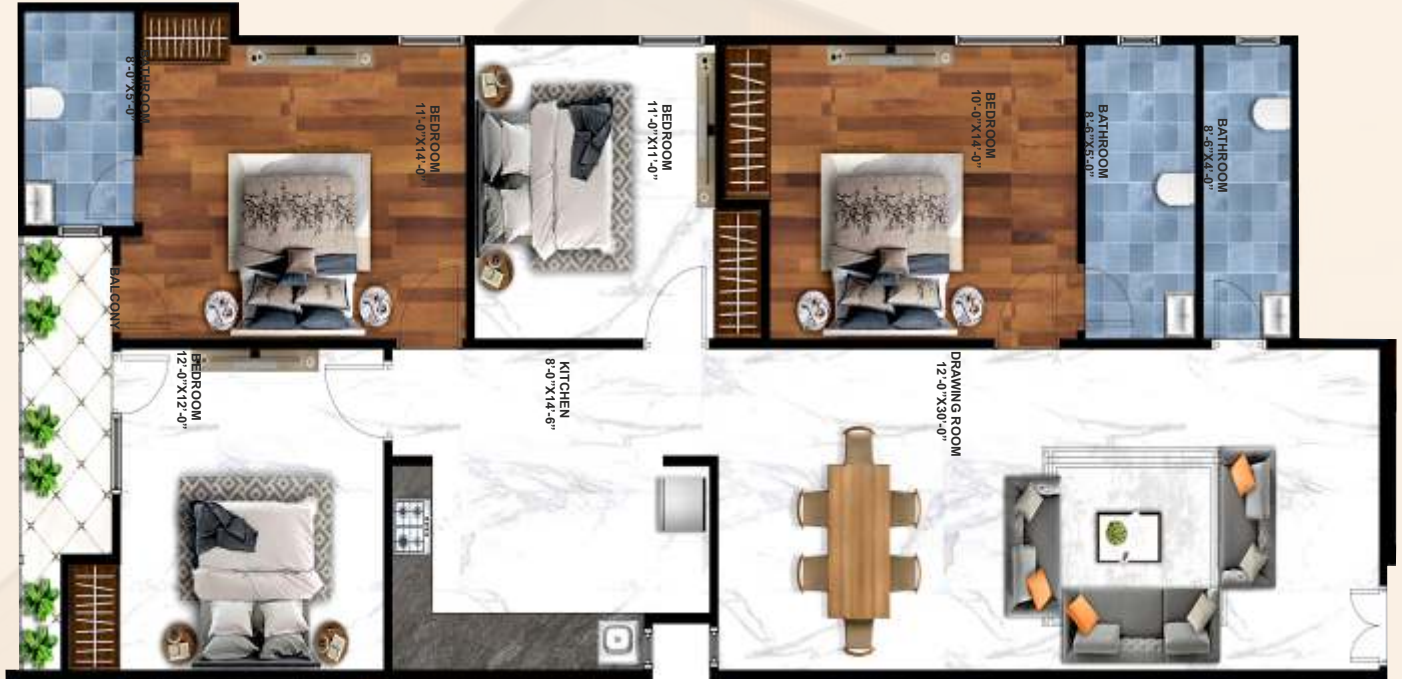 BATHROOM
8'-0"X5'-0"
BEDROOM
11'-0"X14'-0"
BEDROOM
11'-0"X11'-0"
BEDROOM
10'-0"X14'-0"
BATHROOM
8'-6"X5'-0"
BATHROOM
8'-6"X4'-0"
BALCONY
BEDROOM
12'-0"X12'-0"
KITCHEN
8'-0"X14'-6"
DRAWING ROOM
12'-0"X30'-0"